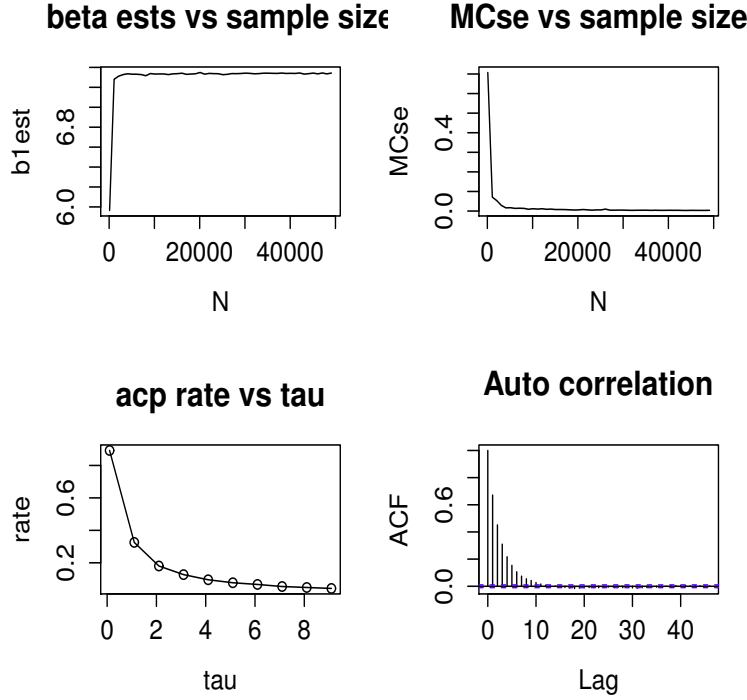 beta ests vs sample size
b1est
6.0 6.8
0 20000 40000
N
MCse vs sample size
MCse
0.0 0.4
0 20000 40000
N
acp rate vs tau
rate
0.2 0.6
0 2 4 6 8
tau
Auto correlation
ACF
0.0 0.6
0 10 20 30 40
Lag